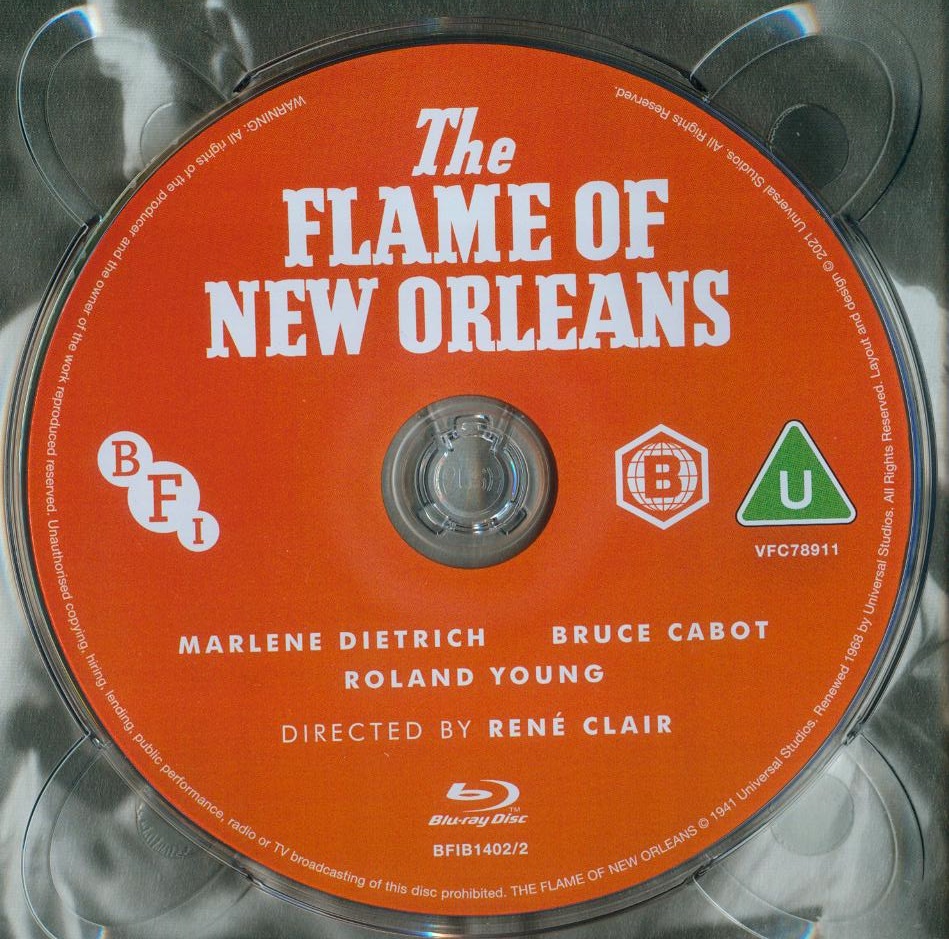 The
FLAME OF
NEW ORLEANS
B
F
I
B
U
VFC78911
MARLENE DIETRICH BRUCE CABOT
ROLAND YOUNG
DIRECTED BY RENÉ CLAIR
Blu-ray Disc™
BFIB1402/2
WARNING: All rights of the producer and the owner of the work reproduced reserved. Unauthorised copying, hiring, lending, public performance, radio or TV broadcasting of this disc prohibited. THE FLAME OF NEW ORLEANS © 1941 Universal Studios. Renewed 1968 by Universal Studios. All Rights Reserved. Layout and design © 2021 Universal Studios. All Rights Reserved.